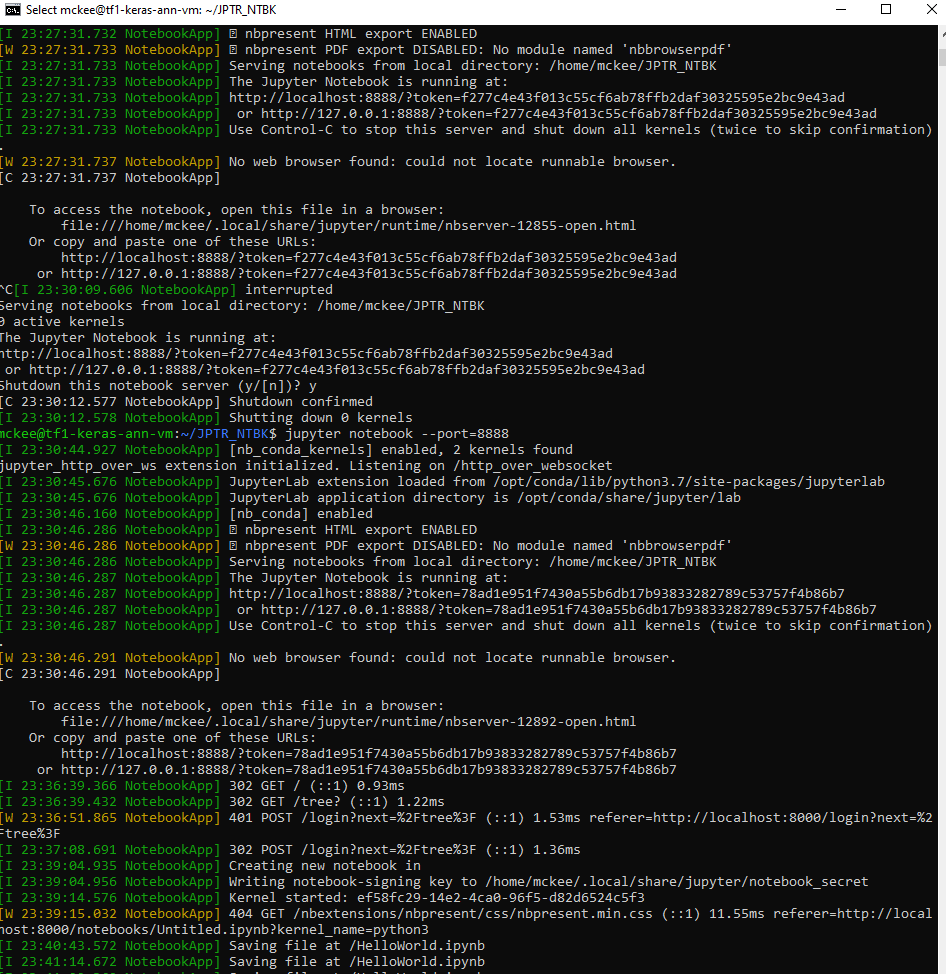 Select mckee@tf1-keras-ann-vm: ~/JPTR_NTBK
[I 23:27:31.732 NotebookApp] nbpresent HTML export ENABLED
[W 23:27:31.733 NotebookApp] nbpresent PDF export DISABLED: No module named 'nbbrowserpdf'
[I 23:27:31.733 NotebookApp] Serving notebooks from local directory: /home/mckee/JPTR_NTBK
[I 23:27:31.733 NotebookApp] The Jupyter Notebook is running at:
[I 23:27:31.733 NotebookApp] http://localhost:8888/?token=f277c4e43f013c55cf6ab78ffb2daf30325595e2bc9e43ad
[I 23:27:31.733 NotebookApp]  or http://127.0.0.1:8888/?token=f277c4e43f013c55cf6ab78ffb2daf30325595e2bc9e43ad
[I 23:27:31.733 NotebookApp] Use Control-C to stop this server and shut down all kernels (twice to skip confirmation)
.
[W 23:27:31.737 NotebookApp] No web browser found: could not locate runnable browser.
[C 23:27:31.737 NotebookApp]
To access the notebook, open this file in a browser:
file:///home/mckee/.local/share/jupyter/runtime/nbserver-12855-open.html
Or copy and paste one of these URLs:
http://localhost:8888/?token=f277c4e43f013c55cf6ab78ffb2daf30325595e2bc9e43ad
or http://127.0.0.1:8888/?token=f277c4e43f013c55cf6ab78ffb2daf30325595e2bc9e43ad
^C[I 23:30:09.606 NotebookApp] interrupted
Serving notebooks from local directory: /home/mckee/JPTR_NTBK
0 active kernels
The Jupyter Notebook is running at:
http://localhost:8888/?token=f277c4e43f013c55cf6ab78ffb2daf30325595e2bc9e43ad
or http://127.0.0.1:8888/?token=f277c4e43f013c55cf6ab78ffb2daf30325595e2bc9e43ad
Shutdown this notebook server (y/[n])? y
[C 23:30:12.577 NotebookApp] Shutdown confirmed
[I 23:30:12.578 NotebookApp] Shutting down 0 kernels
mckee@tf1-keras-ann-vm:~/JPTR_NTBK$ jupyter notebook --port=8888
[I 23:30:44.927 NotebookApp] [nb_conda_kernels] enabled, 2 kernels found
jupyter_http_over_ws extension initialized. Listening on /http_over_websocket
[I 23:30:45.676 NotebookApp] JupyterLab extension loaded from /opt/conda/lib/python3.7/site-packages/jupyterlab
[I 23:30:45.676 NotebookApp] JupyterLab application directory is /opt/conda/share/jupyter/lab
[I 23:30:46.160 NotebookApp] [nb_conda] enabled
[I 23:30:46.286 NotebookApp] nbpresent HTML export ENABLED
[W 23:30:46.286 NotebookApp] nbpresent PDF export DISABLED: No module named 'nbbrowserpdf'
[I 23:30:46.286 NotebookApp] Serving notebooks from local directory: /home/mckee/JPTR_NTBK
[I 23:30:46.287 NotebookApp] The Jupyter Notebook is running at:
[I 23:30:46.287 NotebookApp] http://localhost:8888/?token=78ad1e951f7430a55b6db17b93833282789c53757f4b86b7
[I 23:30:46.287 NotebookApp]  or http://127.0.0.1:8888/?token=78ad1e951f7430a55b6db17b93833282789c53757f4b86b7
[I 23:30:46.287 NotebookApp] Use Control-C to stop this server and shut down all kernels (twice to skip confirmation)
.
[W 23:30:46.291 NotebookApp] No web browser found: could not locate runnable browser.
[C 23:30:46.291 NotebookApp]
To access the notebook, open this file in a browser:
file:///home/mckee/.local/share/jupyter/runtime/nbserver-12892-open.html
Or copy and paste one of these URLs:
http://localhost:8888/?token=78ad1e951f7430a55b6db17b93833282789c53757f4b86b7
or http://127.0.0.1:8888/?token=78ad1e951f7430a55b6db17b93833282789c53757f4b86b7
[I 23:36:39.366 NotebookApp] 302 GET / (::1) 0.93ms
[I 23:36:39.432 NotebookApp] 302 GET /tree? (::1) 1.22ms
[W 23:36:51.865 NotebookApp] 401 POST /login?next=%2Ftree%3F (::1) 1.53ms referer=http://localhost:8000/login?next=%2
Ftree%3F
[I 23:37:08.691 NotebookApp] 302 POST /login?next=%2Ftree%3F (::1) 1.36ms
[I 23:39:04.935 NotebookApp] Creating new notebook in
[I 23:39:04.956 NotebookApp] Writing notebook-signing key to /home/mckee/.local/share/jupyter/notebook_secret
[I 23:39:14.576 NotebookApp] Kernel started: ef58fc29-14e2-4ca0-96f5-d82d6524c5f3
[W 23:39:15.032 NotebookApp] 404 GET /nbextensions/nbpresent/css/nbpresent.min.css (::1) 11.55ms referer=http://local
host:8000/notebooks/Untitled.ipynb?kernel_name=python3
[I 23:40:43.572 NotebookApp] Saving file at /HelloWorld.ipynb
[I 23:41:14.672 NotebookApp] Saving file at /HelloWorld.ipynb